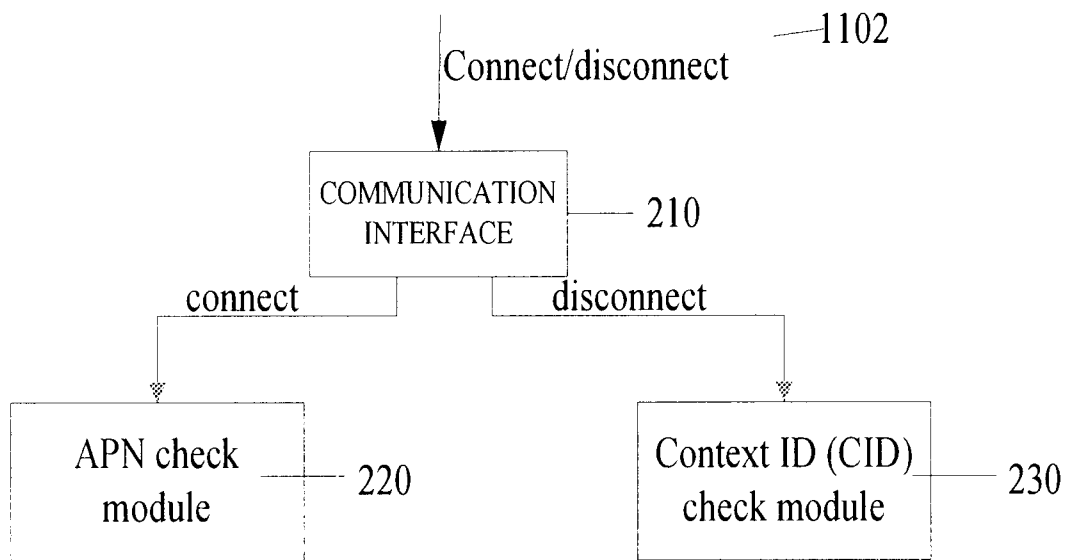 1102
Connect/disconnect
COMMUNICATION
INTERFACE
210
connect
disconnect
APN check
module
220
Context ID (CID)
check module
230